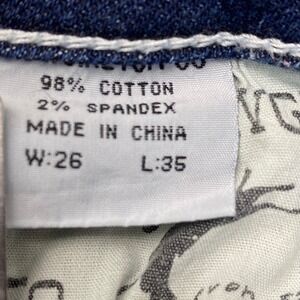 98% COTTON
2% SPANDEX
MADE IN CHINA
W:26 L:35